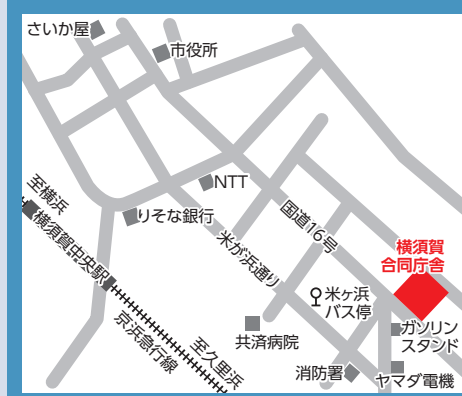 さいか屋
市役所
NTT
至横浜
りそな銀行
国道16号
横須賀中央駅
米が浜通り
横須賀
合同庁舎
米ヶ浜
バス停
京浜急行線
至久里浜
共済病院
ガソリン
スタンド
消防署
ヤマダ電機